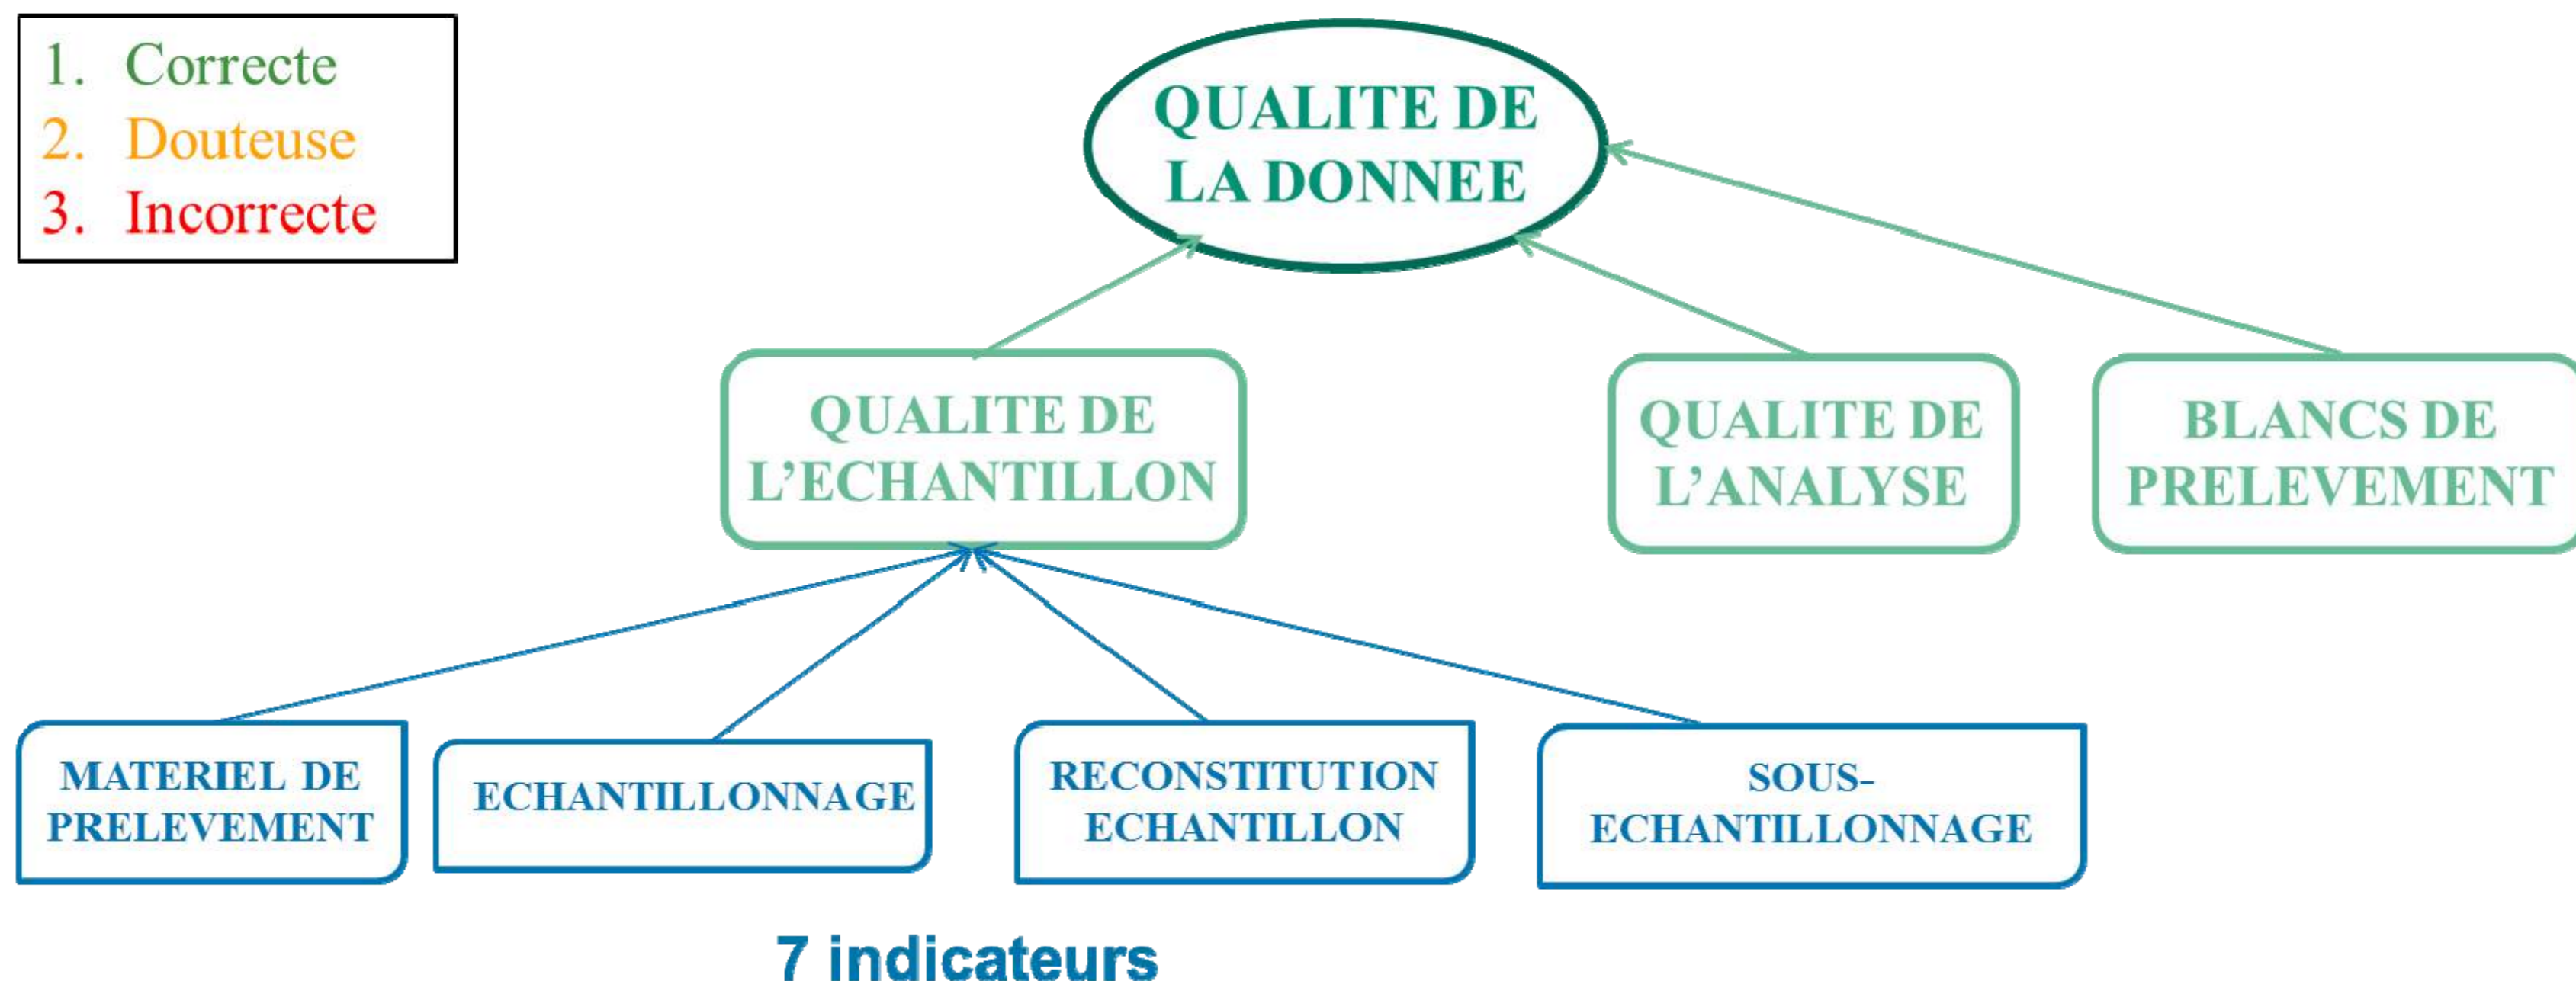 1. Correcte
2. Douteuse
3. Incorrecte
QUALITE DE
LA DONNEE
QUALITE DE
L’ECHANTILLON
QUALITE DE
L’ANALYSE
BLANCS DE
PRELEVEMENT
MATERIEL DE
PRELEVEMENT
ECHANTILLONNAGE
RECONSTITUTION
ECHANTILLON
SOUS-
ECHANTILLONNAGE
7 indicateurs